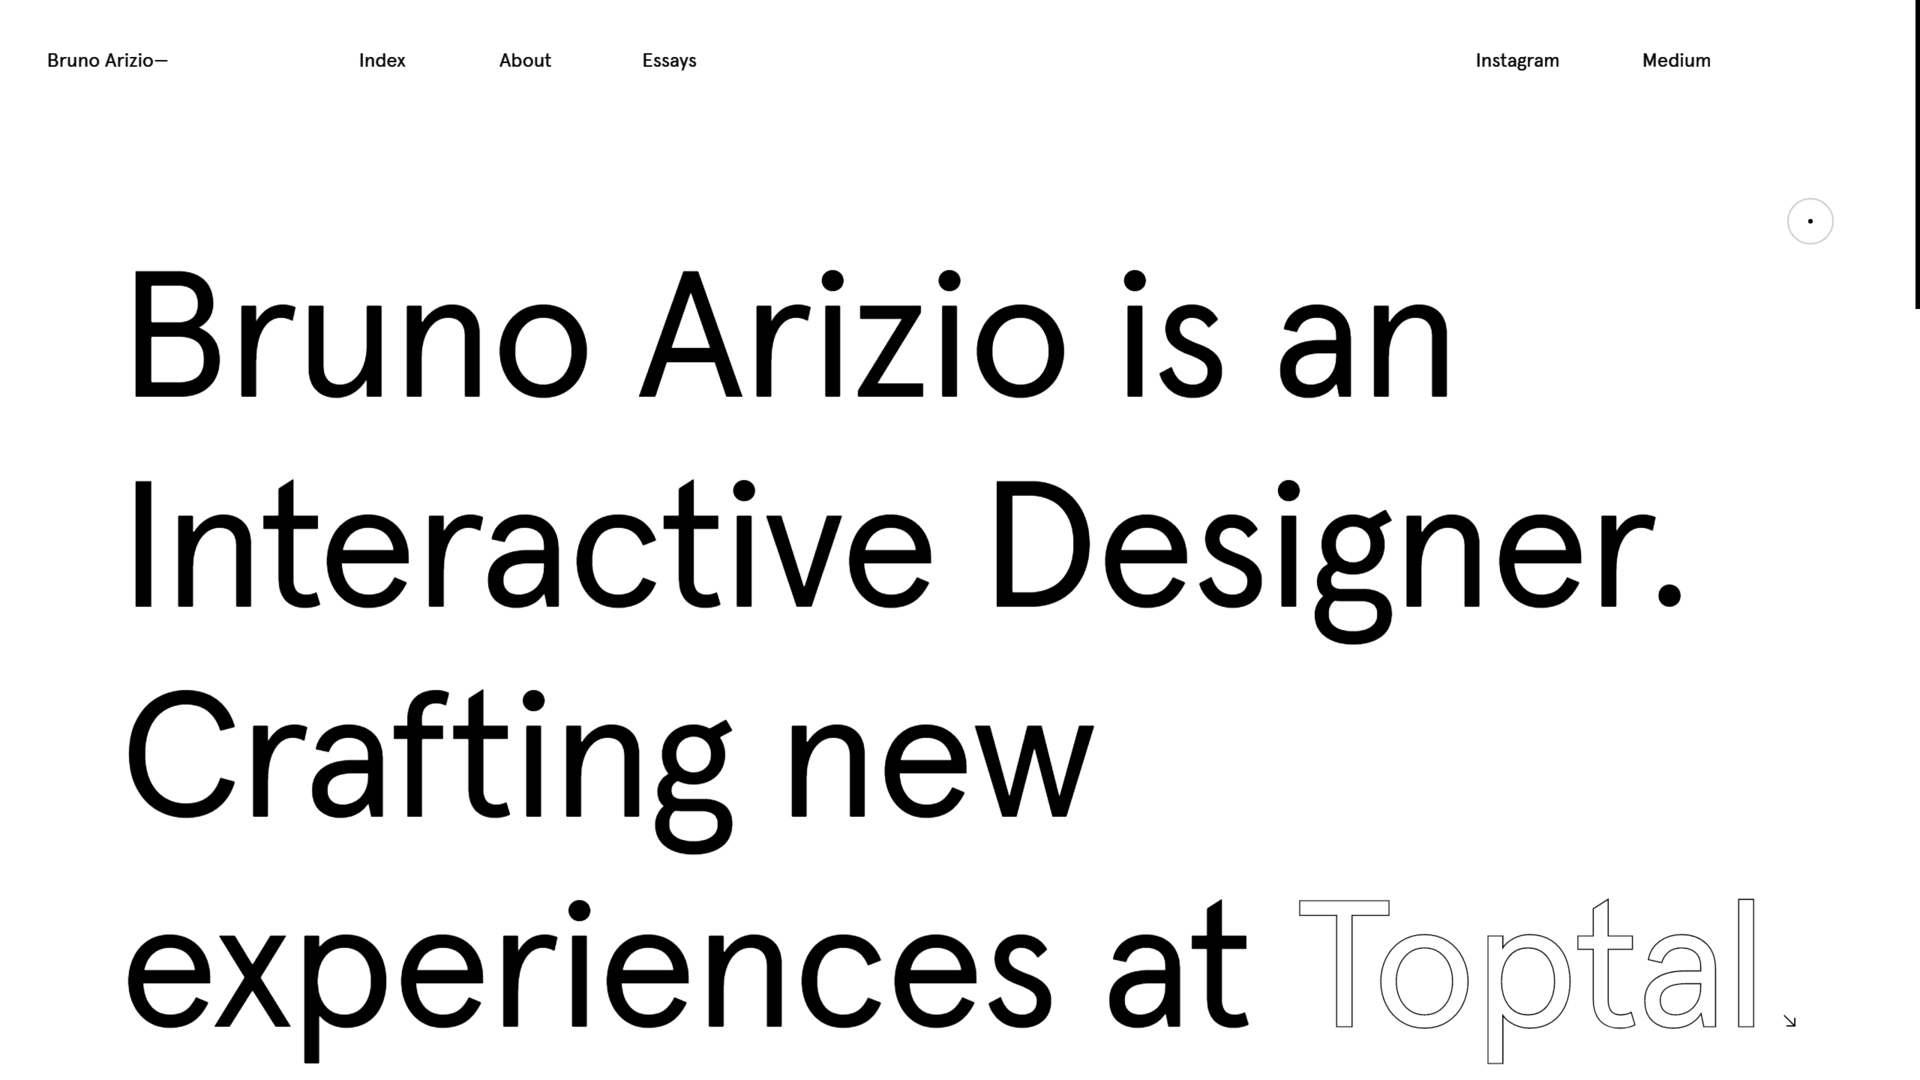 Bruno Arizio— Index About Essays Instagram Medium
Bruno Arizio is an
Interactive Designer.
Crafting new
experiences at Toptal